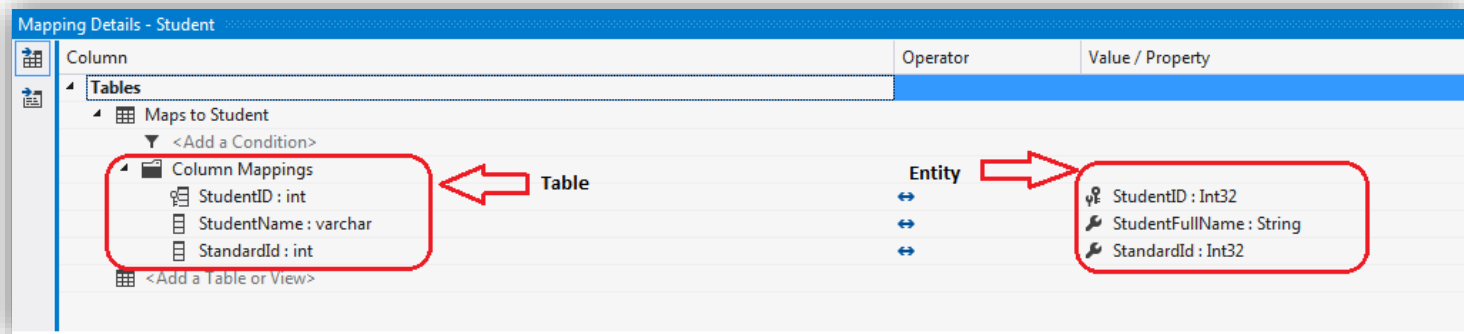 Mapping Details - Student
Column Operator Value / Property
Tables
Maps to Student
<Add a Condition>
Column Mappings
Table Entity
StudentID : int StudentID : Int32
StudentName : varchar StudentFullName : String
StandardId : int StandardId : Int32
<Add a Table or View>